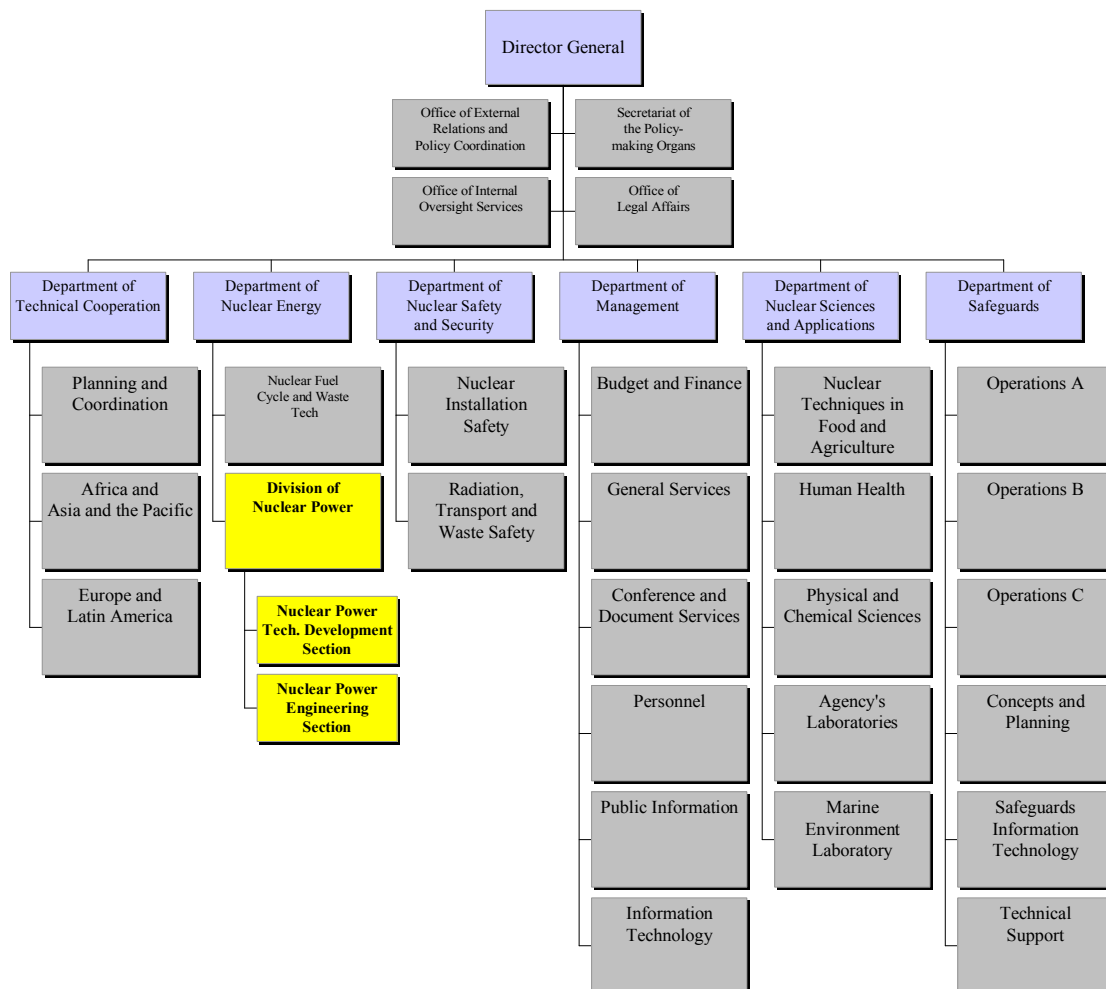 Director General
Office of External
Relations and
Policy Coordination
Secretariat of
the Policy-
making Organs
Office of Internal
Oversight Services
Office of
Legal Affairs
Department of
Technical Cooperation
Department of
Nuclear Energy
Department of
Nuclear Safety
and Security
Department of
Management
Department of
Nuclear Sciences
and Applications
Department of
Safeguards
Planning and
Coordination
Africa and
Asia and the Pacific
Europe and
Latin America
Nuclear Fuel
Cycle and Waste
Tech
Division of
Nuclear Power
Nuclear Power
Tech. Development
Section
Nuclear Power
Engineering
Section
Nuclear
Installation
Safety
Radiation,
Transport and
Waste Safety
Budget and Finance
General Services
Conference and
Document Services
Personnel
Public Information
Information
Technology
Nuclear
Techniques in
Food and
Agriculture
Human Health
Physical and
Chemical Sciences
Agency's
Laboratories
Marine
Environment
Laboratory
Operations A
Operations B
Operations C
Concepts and
Planning
Safeguards
Information
Technology
Technical
Support